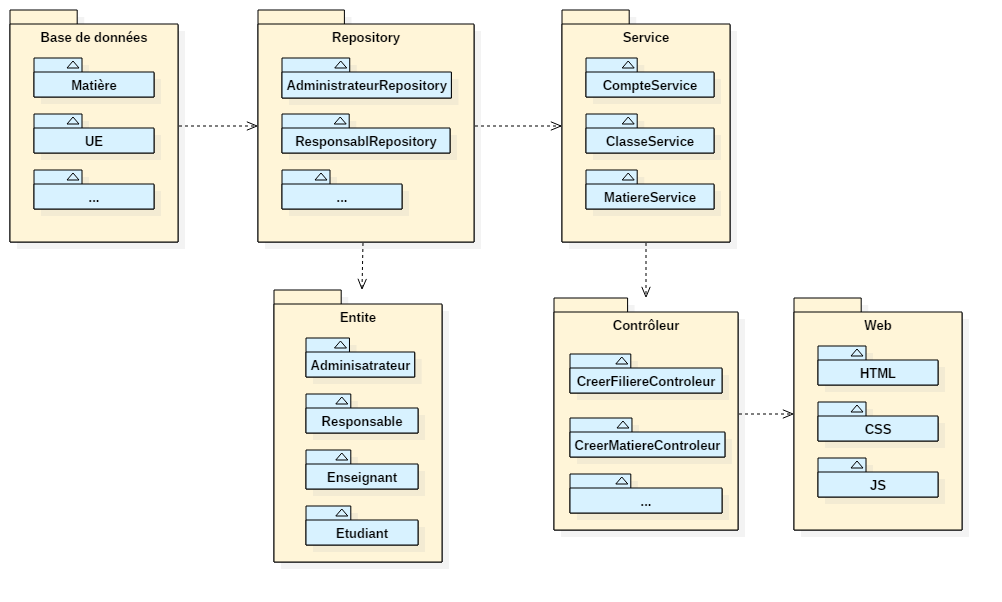 Base de données
Matière
UE
...
Repository
AdministrateurRepository
ResponsablRepository
...
Service
CompteService
ClasseService
MatiereService
Entite
Adminisatrateur
Responsable
Enseignant
Etudiant
Contrôleur
CreerFiliereControleur
CreerMatiereControleur
...
Web
HTML
CSS
JS